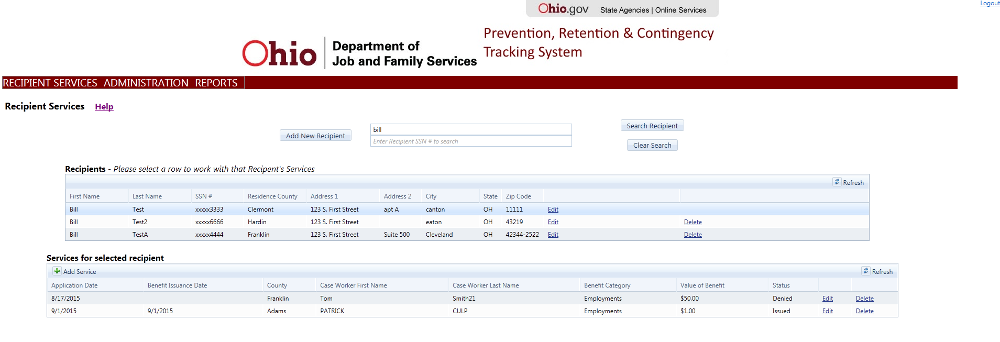 Logout
Ohio.gov State Agencies | Online Services
Prevention, Retention & Contingency
Tracking System
Ohio Department of
Job and Family Services
RECIPIENT SERVICES ADMINISTRATION REPORTS
Recipient Services Help
Add New Recipient
bill
Enter Recipient SSN # to search
Search Recipient
Clear Search
Recipients - Please select a row to work with that Recipent's Services
Refresh
First Name Last Name SSN # Residence County Address 1 Address 2 City State Zip Code
Bill Test xxxxx3333 Clermont 123 S. First Street apt A canton OH 11111 Edit
Bill Test2 xxxxx6666 Hardin 123 S. First Street eaton OH 43219 Edit Delete
Bill TestA xxxxx4444 Franklin 123 S. First Street Suite 500 Cleveland OH 42344-2522 Edit Delete
Services for selected recipient
Add Service Refresh
Application Date Benefit Issuance Date County Case Worker First Name Case Worker Last Name Benefit Category Value of Benefit Status
8/17/2015 Franklin Tom Smith21 Employments $50.00 Denied Edit Delete
9/1/2015 9/1/2015 Adams PATRICK CULP Employments $1.00 Issued Edit Delete